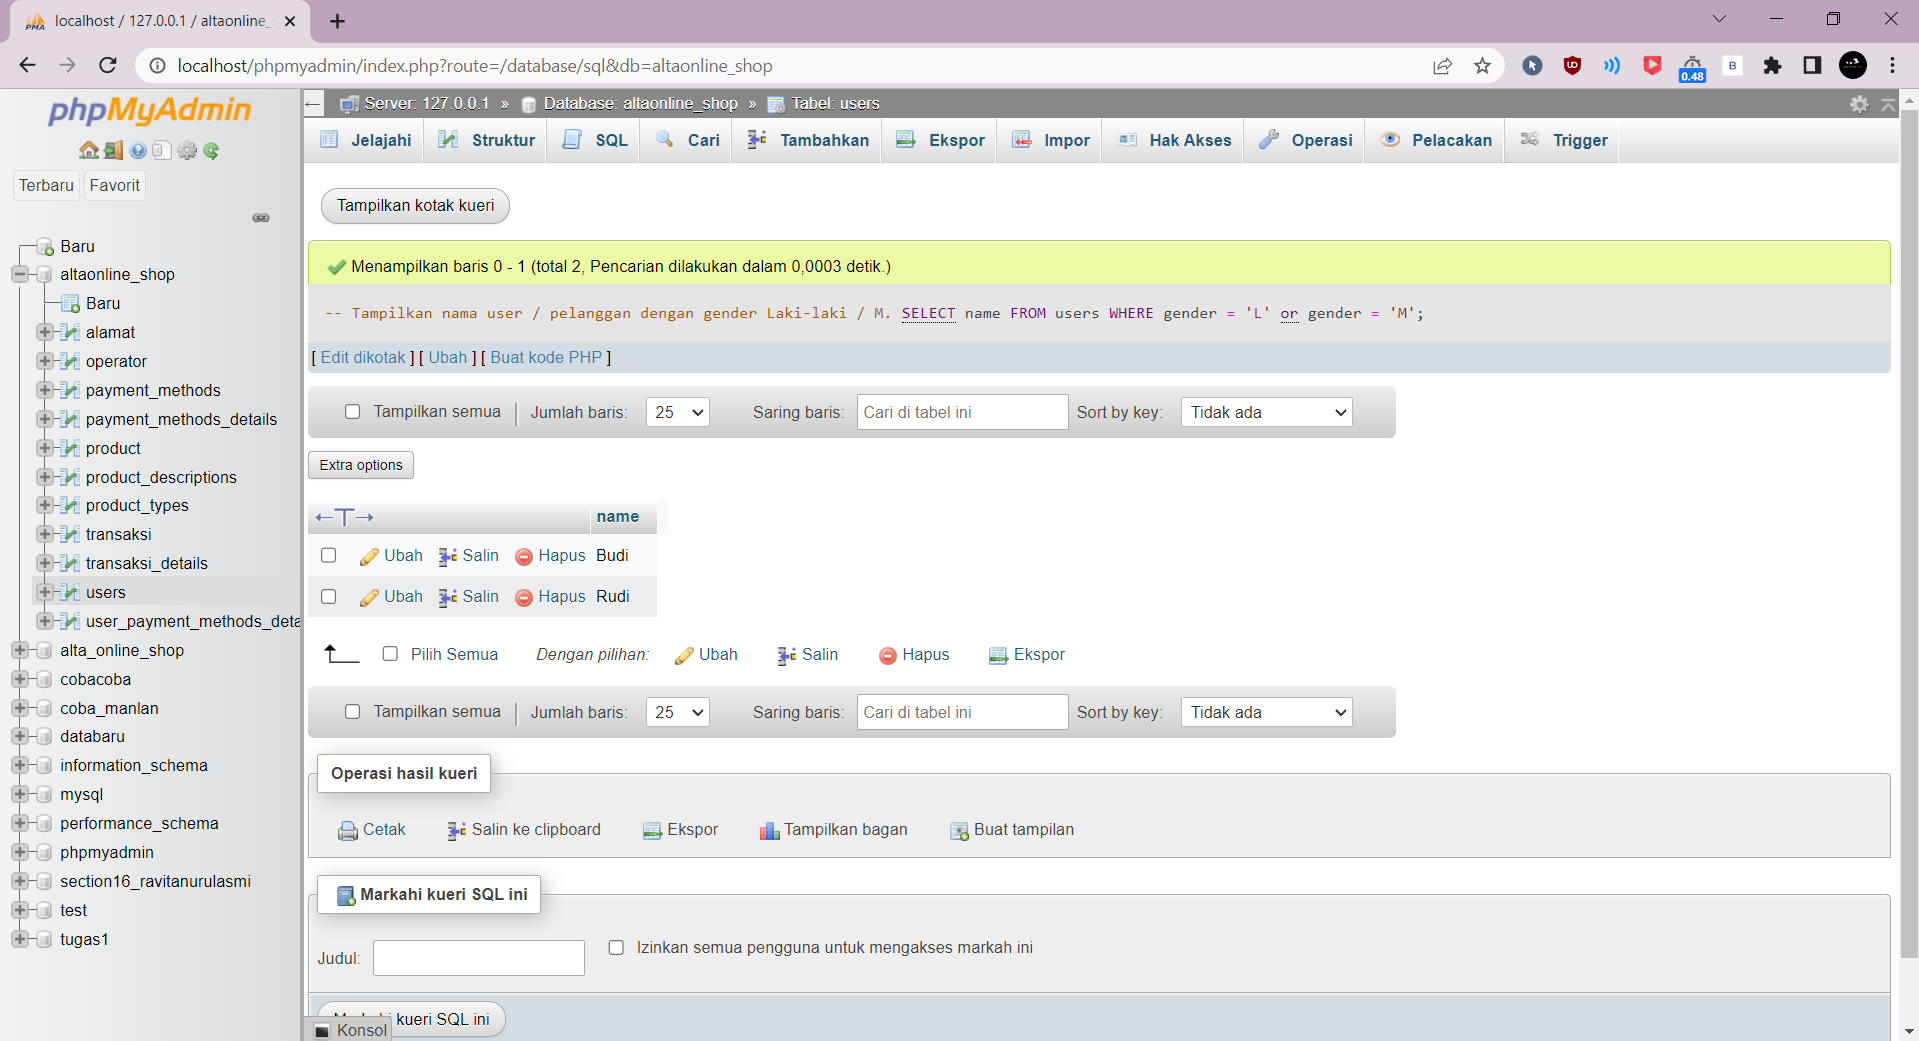 localhost / 127.0.0.1 / altaonline_
localhost/phpmyadmin/index.php?route=/database/sql&db=altaonline_shop
0.48
B
phpMyAdmin
Terbaru Favorit
Baru
altaonline_shop
Baru
alamat
operator
payment_methods
payment_methods_details
product
product_descriptions
product_types
transaksi
transaksi_details
users
user_payment_methods_deta
alta_online_shop
cobacoba
coba_manlan
databaru
information_schema
mysql
performance_schema
phpmyadmin
section16_ravitanurulasmi
test
tugas1
Server: 127.0.0.1 » Database: altaonline_shop » Tabel: users
Jelajahi Struktur SQL Cari Tambahkan Ekspor Impor Hak Akses Operasi Pelacakan Trigger
Tampilkan kotak kueri
Menampilkan baris 0 - 1 (total 2, Pencarian dilakukan dalam 0,0003 detik.)
-- Tampilkan nama user / pelanggan dengan gender Laki-laki / M. SELECT name FROM users WHERE gender = 'L' or gender = 'M';
[ Edit dikotak ] [ Ubah ] [ Buat kode PHP ]
Tampilkan semua | Jumlah baris: 25 Saring baris: Cari di tabel ini Sort by key: Tidak ada
Extra options
←T→ name
Ubah Salin Hapus Budi
Ubah Salin Hapus Rudi
Pilih Semua Dengan pilihan: Ubah Salin Hapus Ekspor
Tampilkan semua | Jumlah baris: 25 Saring baris: Cari di tabel ini Sort by key: Tidak ada
Operasi hasil kueri
Cetak Salin ke clipboard Ekspor Tampilkan bagan Buat tampilan
Markahi kueri SQL ini
Judul: Izinkan semua pengguna untuk mengakses markah ini
kueri SQL ini
Konsol